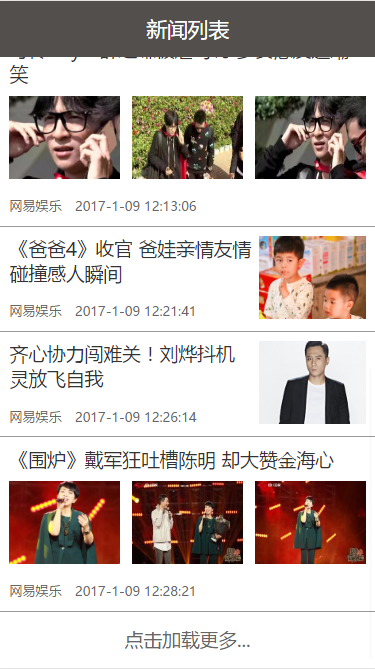 新闻列表
笑
网易娱乐 2017-1-09 12:13:06
《爸爸4》收官 爸娃亲情友情
碰撞感人瞬间
网易娱乐 2017-1-09 12:21:41
齐心协力闯难关！刘烨抖机
灵放飞自我
网易娱乐 2017-1-09 12:26:14
《围炉》戴军狂吐槽陈明 却大赞金海心
网易娱乐 2017-1-09 12:28:21
点击加载更多...